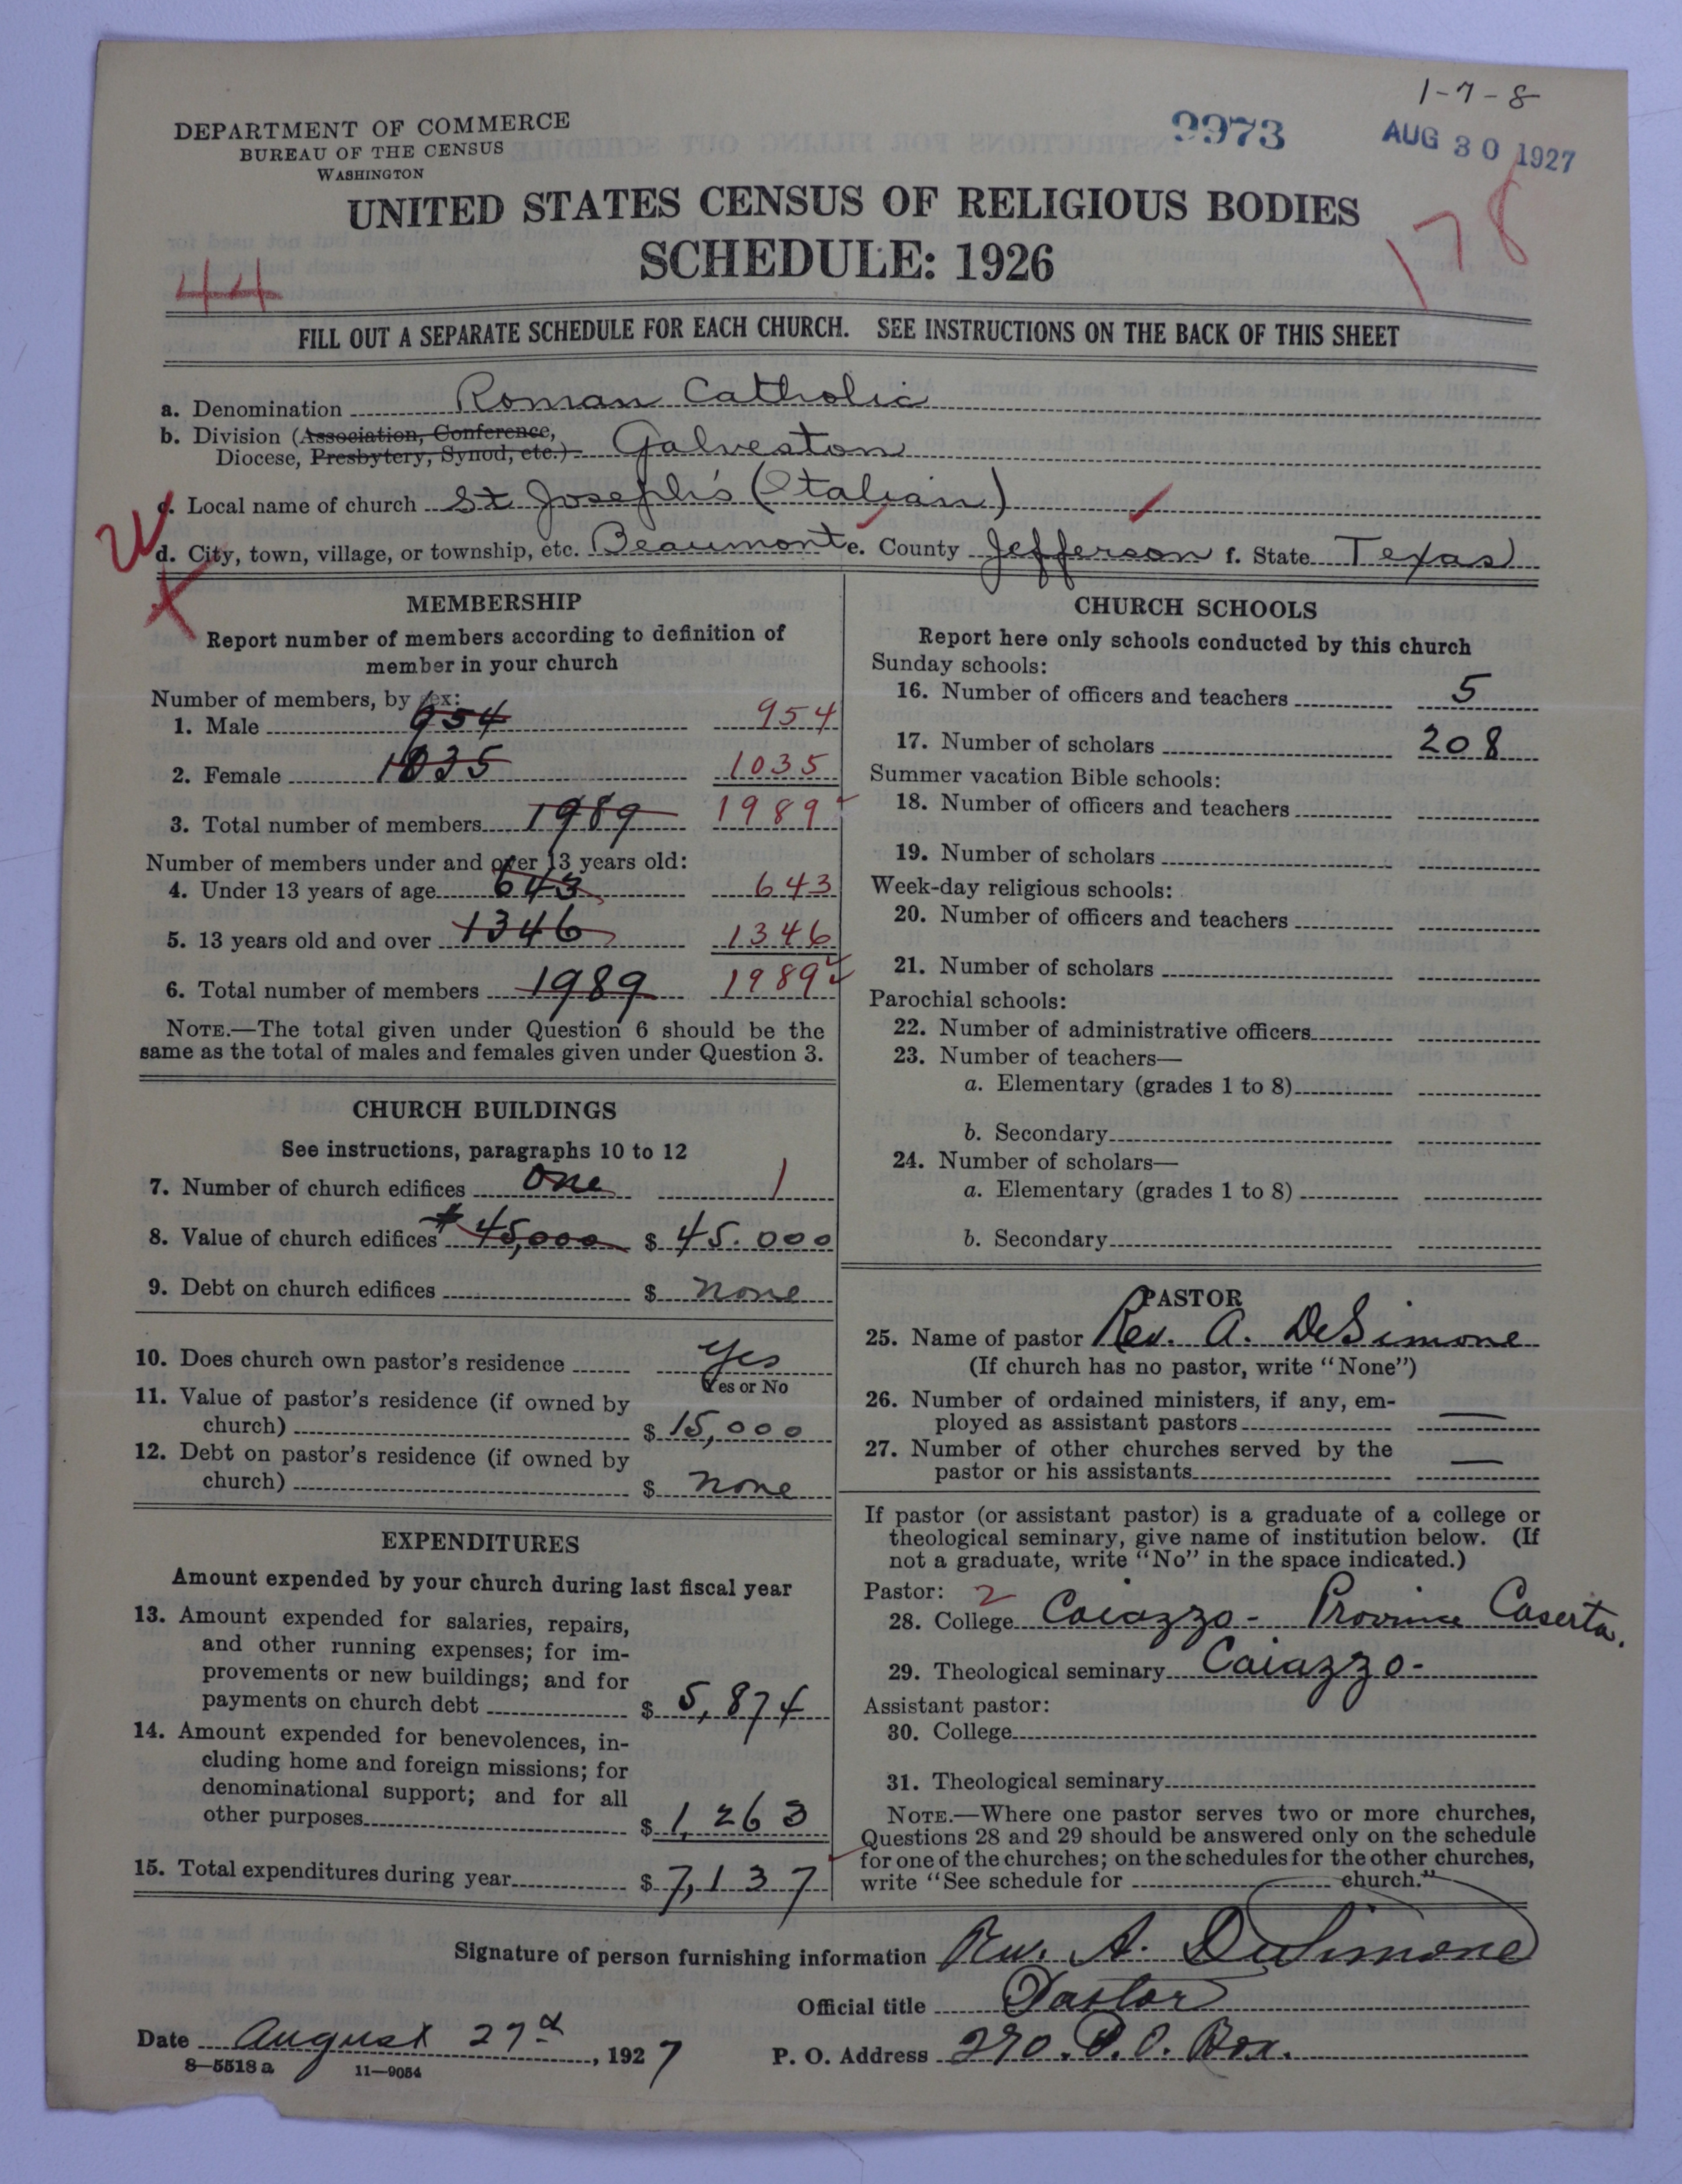 1-7-8
DEPARTMENT OF COMMERCE
BUREAU OF THE CENSUS
WASHINGTON
9973
AUG 30 1927
UNITED STATES CENSUS OF RELIGIOUS BODIES
SCHEDULE: 1926
44
178
FILL OUT A SEPARATE SCHEDULE FOR EACH CHURCH. SEE INSTRUCTIONS ON THE BACK OF THIS SHEET
a. Denomination Roman Catholic
b. Division (Association, Conference,
Diocese, Presbytery, Synod, etc.) Galveston
c. Local name of church St Joseph's (Italian)
d. City, town, village, or township, etc. Beaumont e. County Jefferson f. State Texas
MEMBERSHIP
Report number of members according to definition of
member in your church
Number of members, by sex:
1. Male 954 954
2. Female 1035 1035
3. Total number of members 1989 1989
Number of members under and over 13 years old:
4. Under 13 years of age 643 643
5. 13 years old and over 1346 1346
6. Total number of members 1989 1989
NOTE.—The total given under Question 6 should be the
same as the total of males and females given under Question 3.
CHURCH BUILDINGS
See instructions, paragraphs 10 to 12
7. Number of church edifices One 1
8. Value of church edifices $45,000 $ 45.000
9. Debt on church edifices $ none
10. Does church own pastor's residence Yes
Yes or No
11. Value of pastor's residence (if owned by
church) $ 15,000
12. Debt on pastor's residence (if owned by
church) $ none
EXPENDITURES
Amount expended by your church during last fiscal year
13. Amount expended for salaries, repairs,
and other running expenses; for im-
provements or new buildings; and for
payments on church debt $ 5,874
14. Amount expended for benevolences, in-
cluding home and foreign missions; for
denominational support; and for all
other purposes $ 1,263
15. Total expenditures during year $ 7,137
CHURCH SCHOOLS
Report here only schools conducted by this church
Sunday schools:
16. Number of officers and teachers 5
17. Number of scholars 208
Summer vacation Bible schools:
18. Number of officers and teachers
19. Number of scholars
Week-day religious schools:
20. Number of officers and teachers
21. Number of scholars
Parochial schools:
22. Number of administrative officers
23. Number of teachers—
a. Elementary (grades 1 to 8)
b. Secondary
24. Number of scholars—
a. Elementary (grades 1 to 8)
b. Secondary
PASTOR
25. Name of pastor Rev. A. DeSimone
(If church has no pastor, write "None")
26. Number of ordained ministers, if any, em-
ployed as assistant pastors —
27. Number of other churches served by the
pastor or his assistants —
If pastor (or assistant pastor) is a graduate of a college or
theological seminary, give name of institution below. (If
not a graduate, write "No" in the space indicated.)
Pastor: 2
28. College Caiazzo - Province Caserta.
29. Theological seminary Caiazzo -
Assistant pastor:
30. College
31. Theological seminary
NOTE.—Where one pastor serves two or more churches,
Questions 28 and 29 should be answered only on the schedule
for one of the churches; on the schedules for the other churches,
write "See schedule for church."
Signature of person furnishing information Rev. A. DeSimone
Official title Pastor
Date August 27th, 1927 P. O. Address 270. P.O. Box.
8—5518 a 11—9054